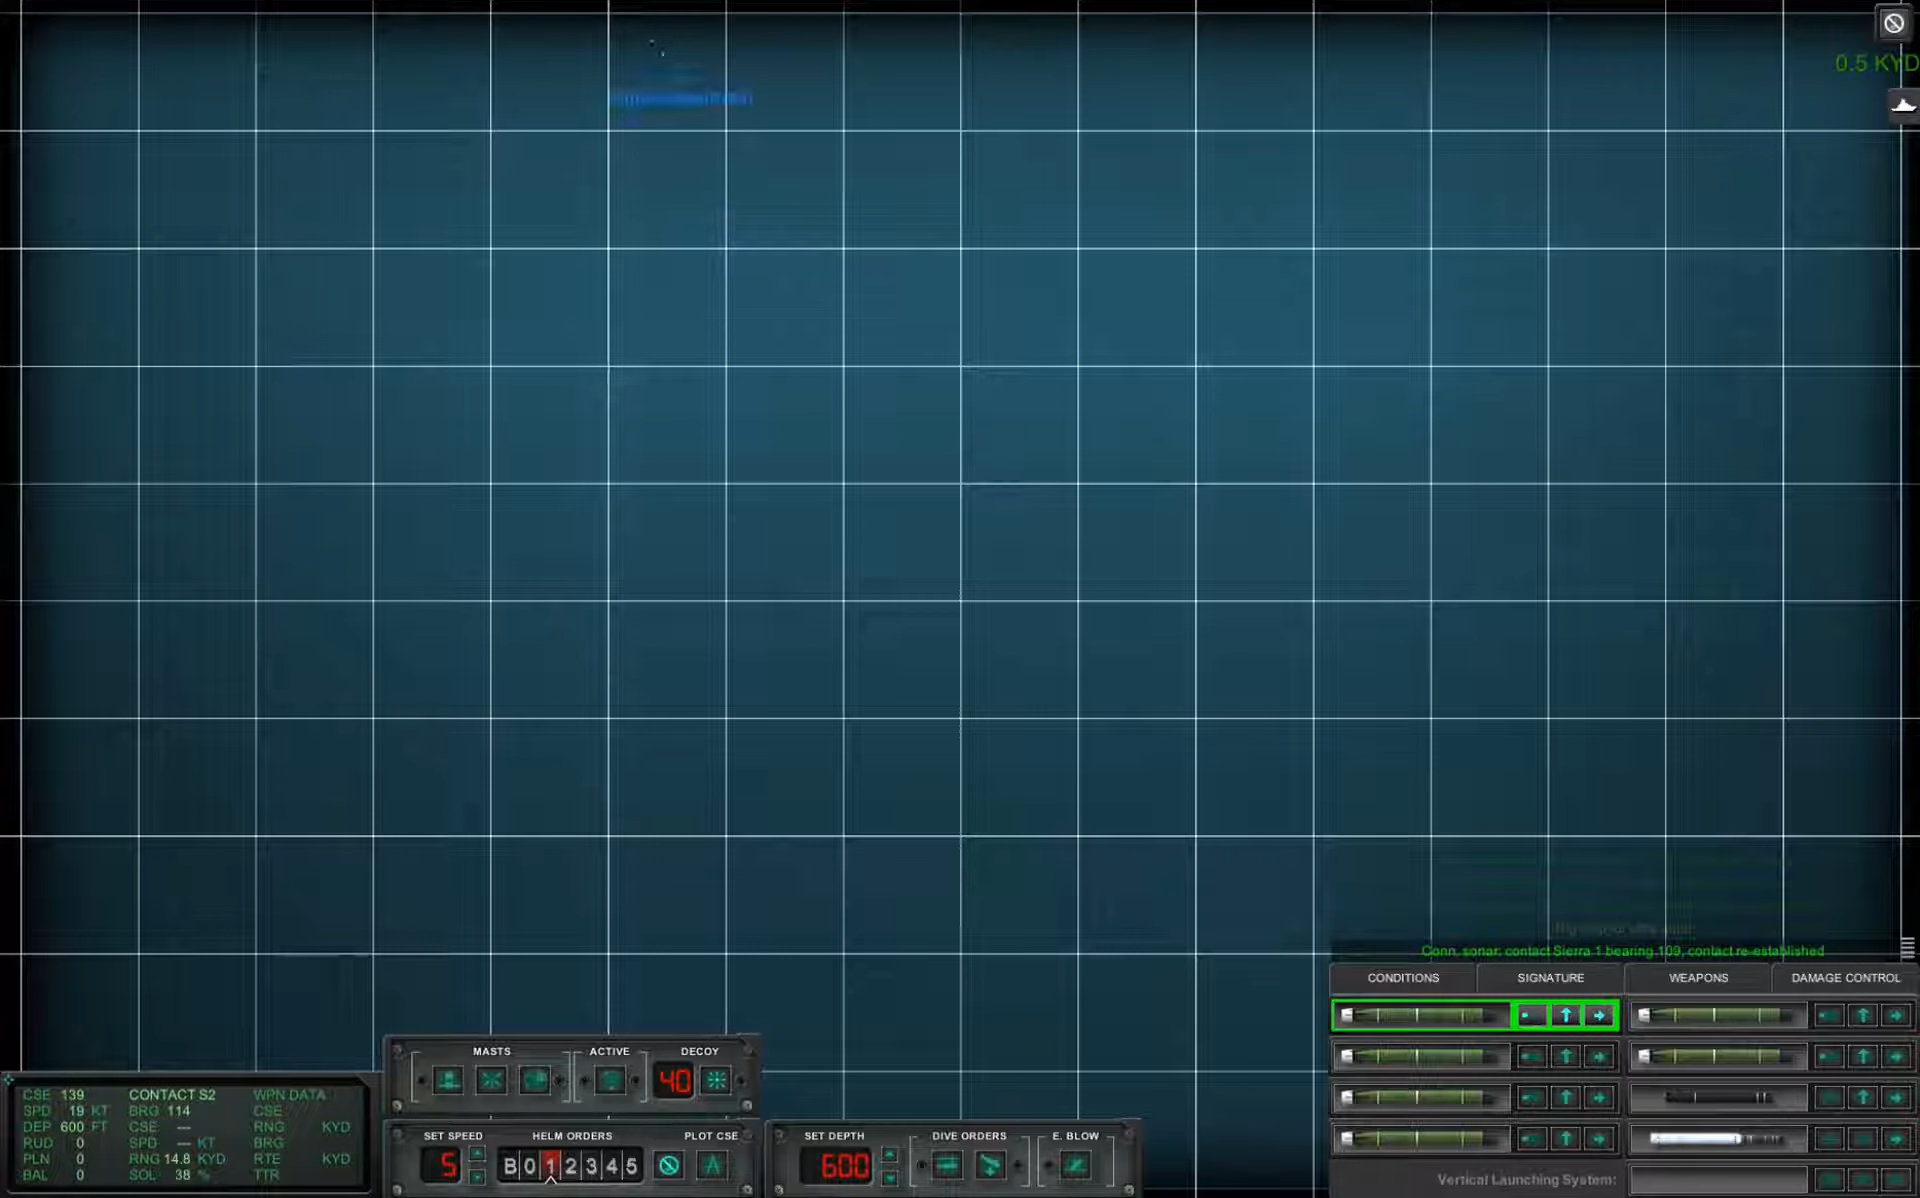 0.5 KYD
Conn, sonar; contact Sierra 1 bearing 109, contact re-established
CONDITIONS SIGNATURE WEAPONS DAMAGE CONTROL
MASTS ACTIVE DECOY
40
CSE 139 CONTACT S2 WPN DATA
SPD 19 KT BRG 114 CSE
DEP 600 FT CSE --- RNG KYD
RUD 0 SPD --- KT BRG
PLN 0 RNG 14.8 KYD RTE KYD
BAL 0 SOL 38 % TTR
SET SPEED HELM ORDERS PLOT CSE
5 B 0 1 2 3 4 5
SET DEPTH DIVE ORDERS E. BLOW
600
Vertical Launching System: